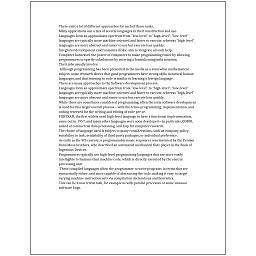 There exist a lot of different approaches for each of those tasks.
Many applications use a mix of several languages in their construction and use.
Languages form an approximate spectrum from "low-level" to "high-level"; "low-level"
languages are typically more machine-oriented and faster to execute, whereas "high-level"
languages are more abstract and easier to use but execute less quickly.
Integrated development environments (IDEs) aim to integrate all such help.
Compilers harnessed the power of computers to make programming easier by allowing
programmers to specify calculations by entering a formula using infix notation.
Their jobs usually involve:
Although programming has been presented in the media as a somewhat mathematical
subject, some research shows that good programmers have strong skills in natural human
languages, and that learning to code is similar to learning a foreign language.
There are many approaches to the Software development process.
Languages form an approximate spectrum from "low-level" to "high-level"; "low-level"
languages are typically more machine-oriented and faster to execute, whereas "high-level"
languages are more abstract and easier to use but execute less quickly.
While these are sometimes considered programming, often the term software development
is used for this larger overall process – with the terms programming, implementation, and
coding reserved for the writing and editing of code per se.
FORTRAN, the first widely used high-level language to have a functional implementation,
came out in 1957, and many other languages were soon developed—in particular, COBOL
aimed at commercial data processing, and Lisp for computer research.
The choice of language used is subject to many considerations, such as company policy,
suitability to task, availability of third-party packages, or individual preference.
As early as the 9th century, a programmable music sequencer was invented by the Persian
Banu Musa brothers, who described an automated mechanical flute player in the Book of
Ingenious Devices.
Programmers typically use high-level programming languages that are more easily
intelligible to humans than machine code, which is directly executed by the central
processing unit.
These compiled languages allow the programmer to write programs in terms that are
syntactically richer, and more capable of abstracting the code, making it easy to target
varying machine instruction sets via compilation declarations and heuristics.
This can be a non-trivial task, for example as with parallel processes or some unusual
software bugs.